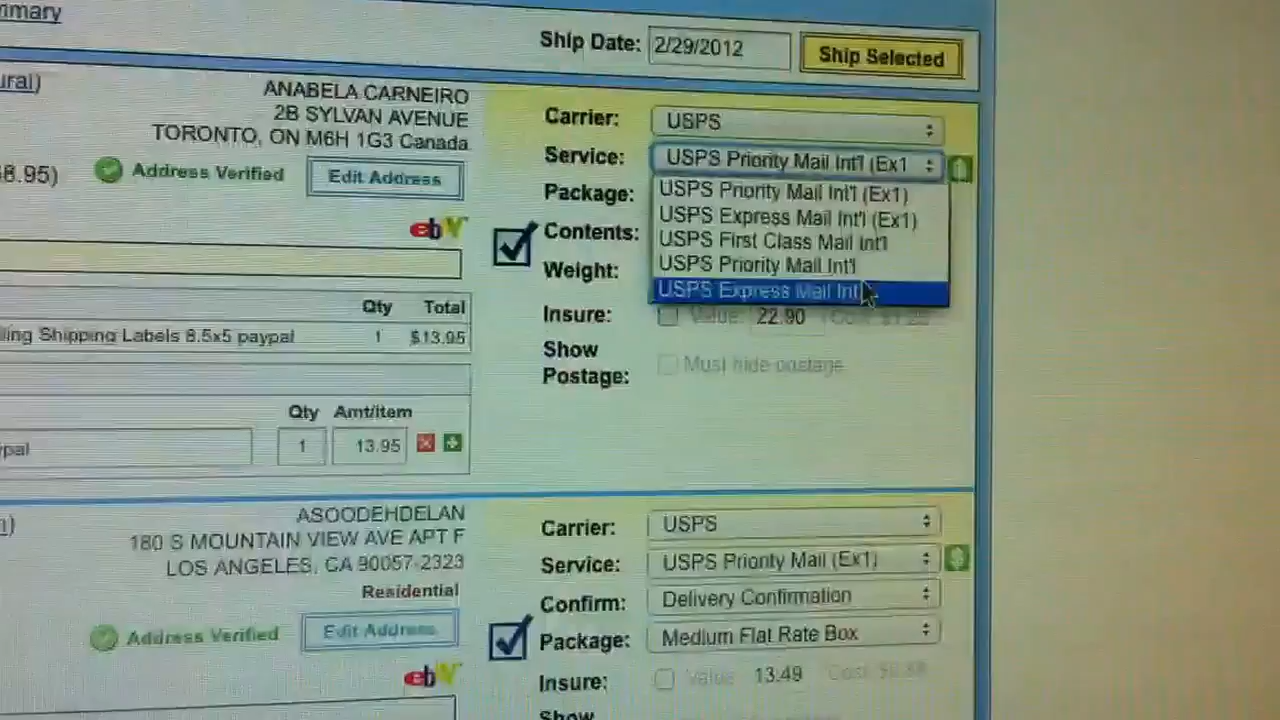 Ship Date: 2/29/2012 Ship Selected
ANABELA CARNEIRO
2B SYLVAN AVENUE
TORONTO, ON M6H 1G3 Canada
Address Verified Edit Address
ebY
Qty Total
Shipping Labels 8.5x5 paypal 1 $13.95
Qty Amt/item
1 13.95
Carrier: USPS
Service: USPS Priority Mail Int'l (Ex1
Package:
Contents:
Weight:
USPS Priority Mail Int'l (Ex1)
USPS Express Mail Int'l (Ex1)
USPS First Class Mail Int'l
USPS Priority Mail Int'l
USPS Express Mail Int
Insure: Value: 22.90 Cost:
Show
Postage:
Must hide postage
ASOODEHDELAN
180 S MOUNTAIN VIEW AVE APT F
LOS ANGELES, CA 90057-2323
Residential
Address Verified Edit Address
ebY
Carrier: USPS
Service: USPS Priority Mail (Ex1)
Confirm: Delivery Confirmation
Package: Medium Flat Rate Box
Insure: Value: 13.49 Cost:
Show